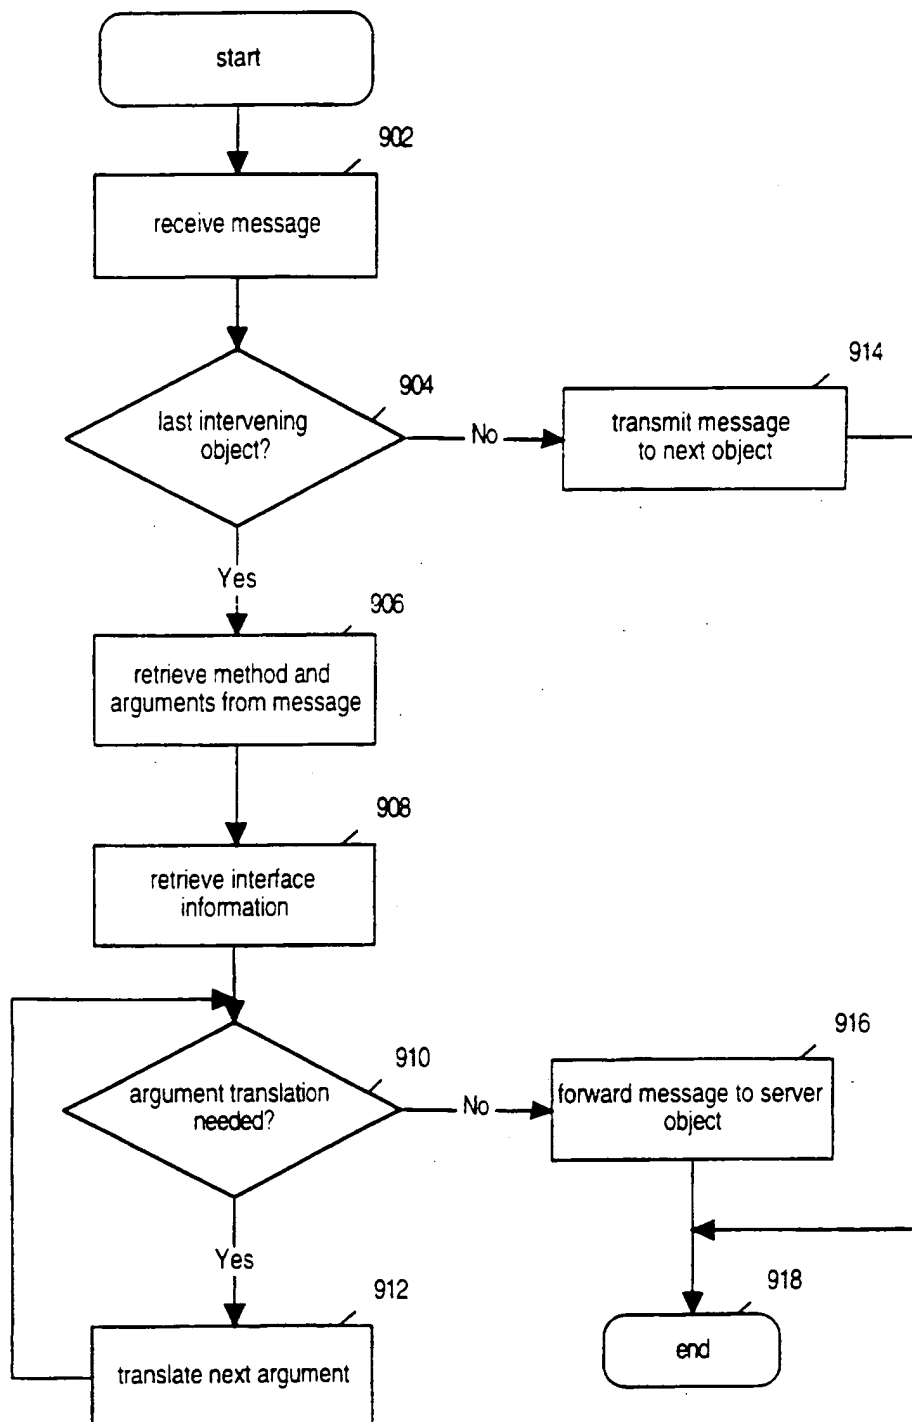 start
902
receive message
904
last intervening
object?
No
914
transmit message
to next object
Yes
906
retrieve method and
arguments from message
908
retrieve interface
information
910
argument translation
needed?
No
916
forward message to server
object
Yes
912
translate next argument
918
end